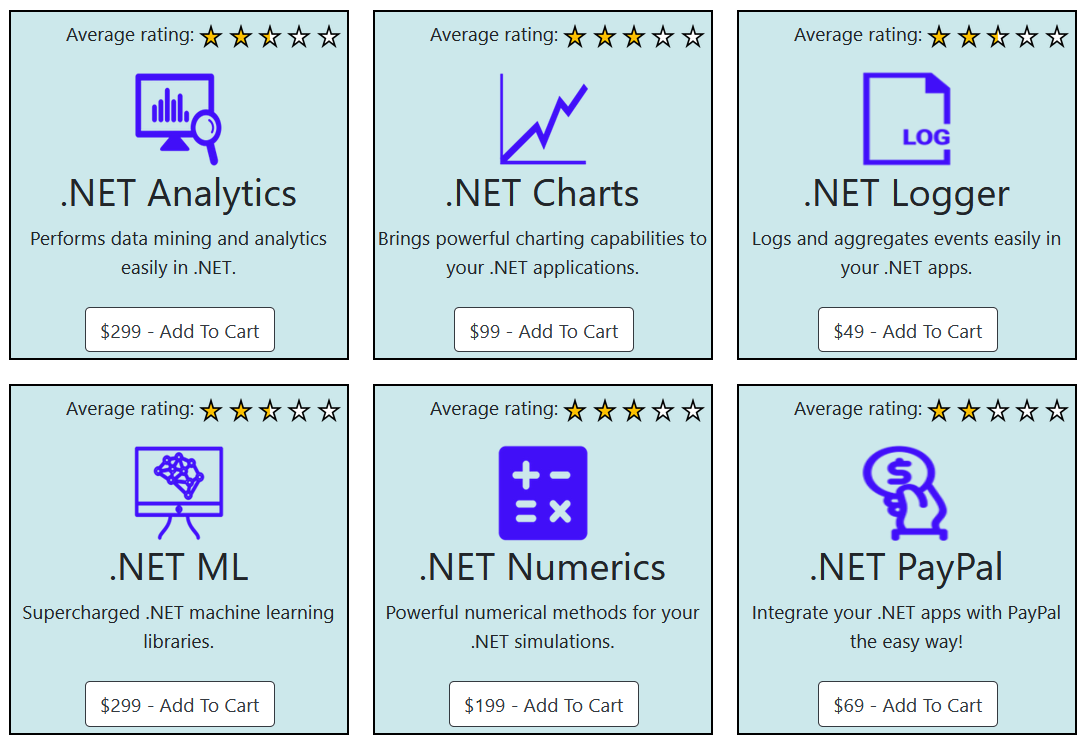 Average rating:
.NET Analytics
Performs data mining and analytics
easily in .NET.
$299 - Add To Cart
Average rating:
.NET Charts
Brings powerful charting capabilities to
your .NET applications.
$99 - Add To Cart
Average rating:
LOG
.NET Logger
Logs and aggregates events easily in
your .NET apps.
$49 - Add To Cart
Average rating:
.NET ML
Supercharged .NET machine learning
libraries.
$299 - Add To Cart
Average rating:
.NET Numerics
Powerful numerical methods for your
.NET simulations.
$199 - Add To Cart
Average rating:
$
.NET PayPal
Integrate your .NET apps with PayPal
the easy way!
$69 - Add To Cart